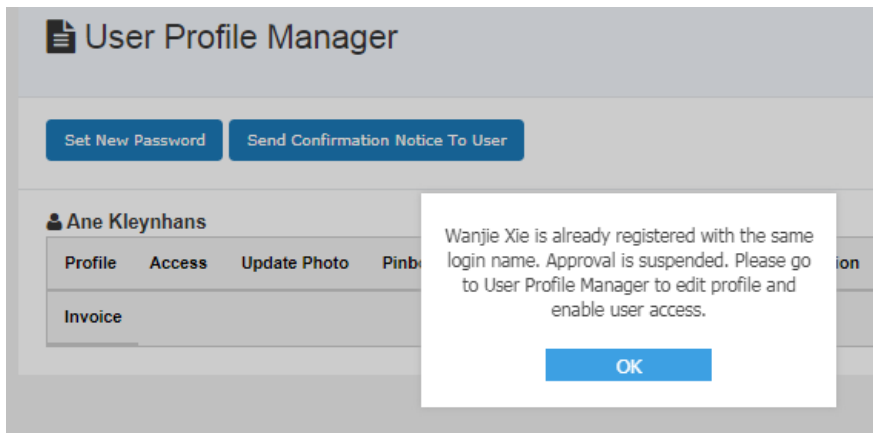 User Profile Manager
Set New Password Send Confirmation Notice To User
Ane Kleynhans
Profile Access Update Photo
Invoice
Wanjie Xie is already registered with the same
login name. Approval is suspended. Please go
to User Profile Manager to edit profile and
enable user access.
OK